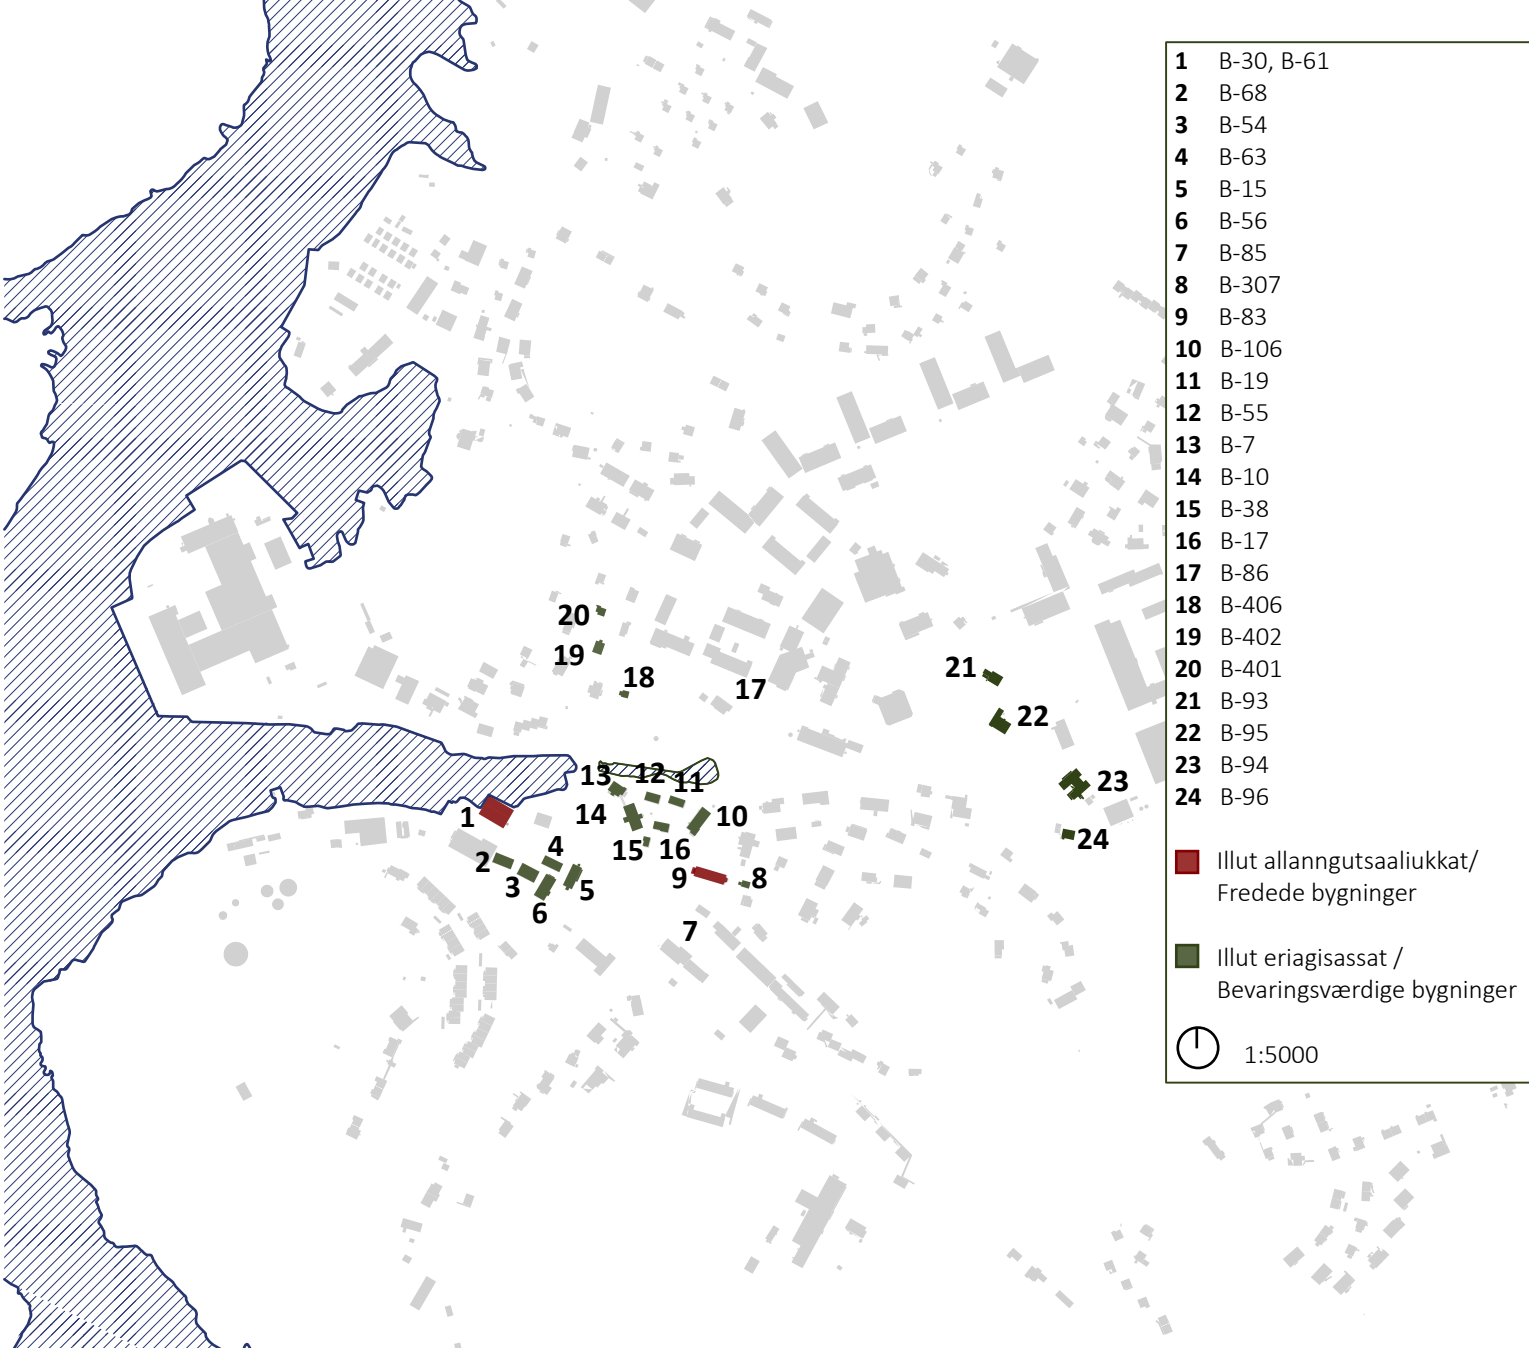 1 B-30, B-61
2 B-68
3 B-54
4 B-63
5 B-15
6 B-56
7 B-85
8 B-307
9 B-83
10 B-106
11 B-19
12 B-55
13 B-7
14 B-10
15 B-38
16 B-17
17 B-86
18 B-406
19 B-402
20 B-401
21 B-93
22 B-95
23 B-94
24 B-96
Illut allanngutsaaliukkat/
Fredede bygninger
Illut eriagisassat /
Bevaringsværdige bygninger
1:5000
20
19
18
17
21
22
13
12
11
23
1
14
10
24
15
16
4
2
3
5
6
9
8
7